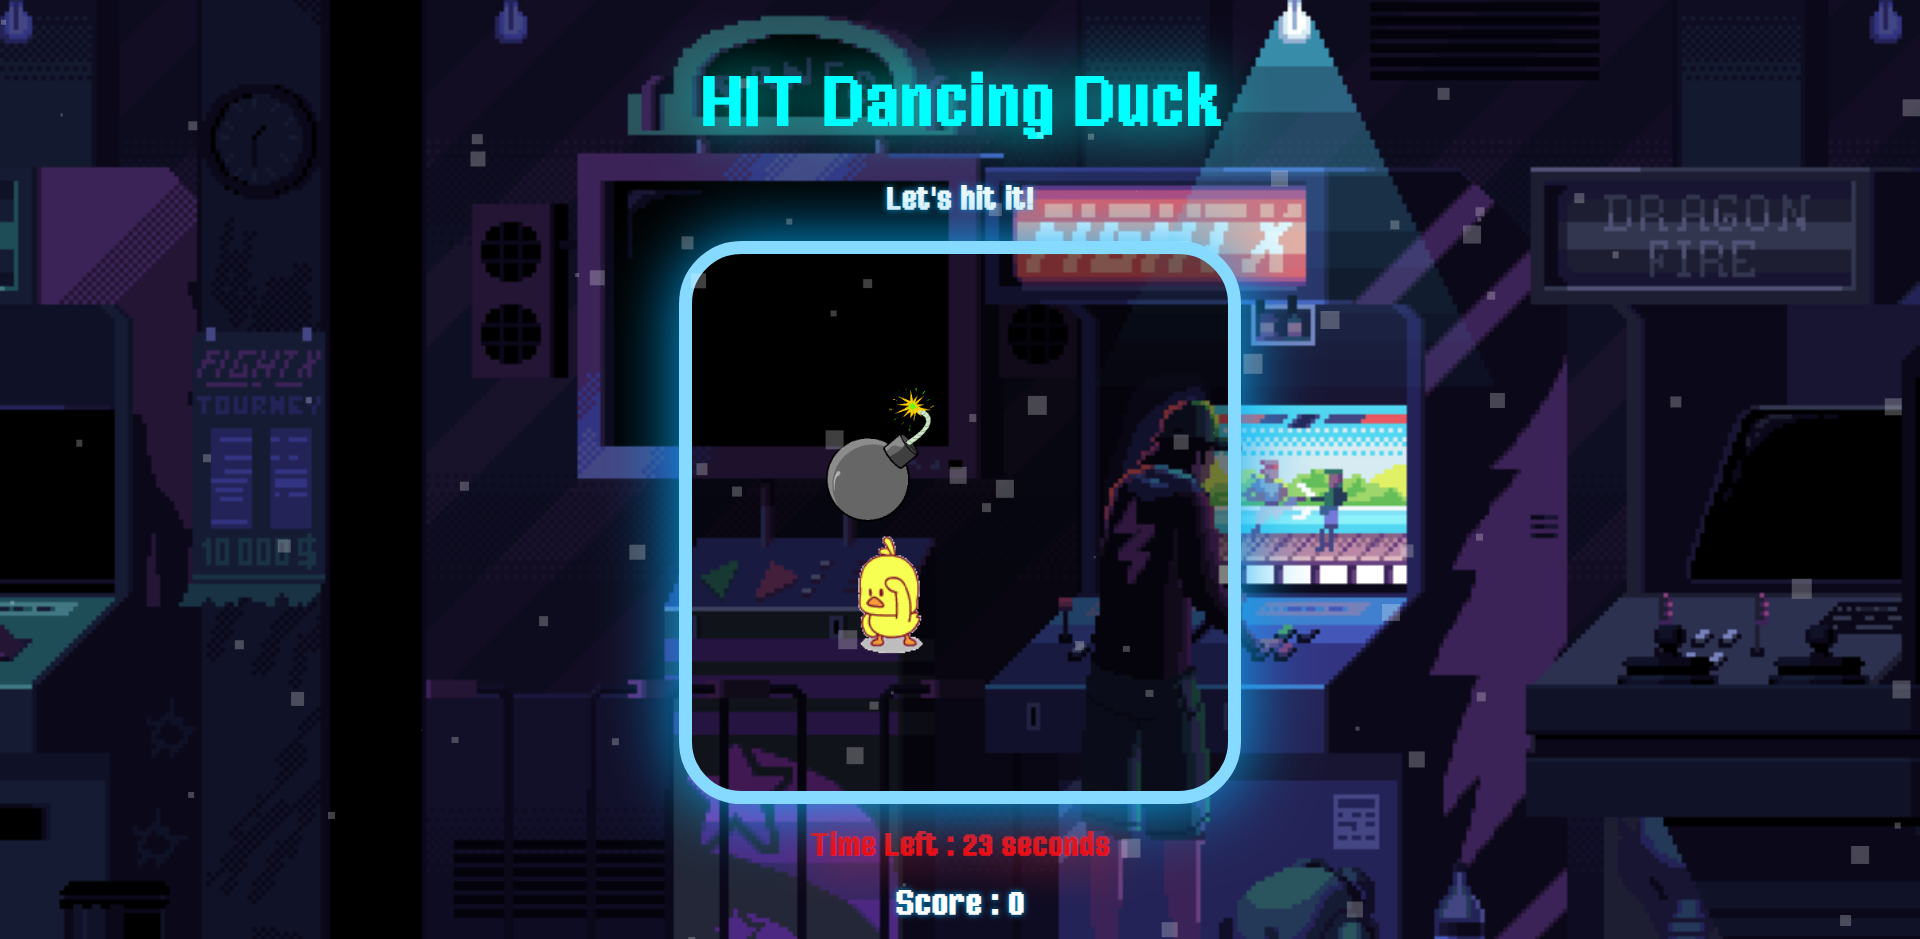 HIT Dancing Duck
Let's hit it!
DRAGON
FIRE
FIGHT X
TOURNEY
10 000$
Time Left : 23 seconds
Score : 0